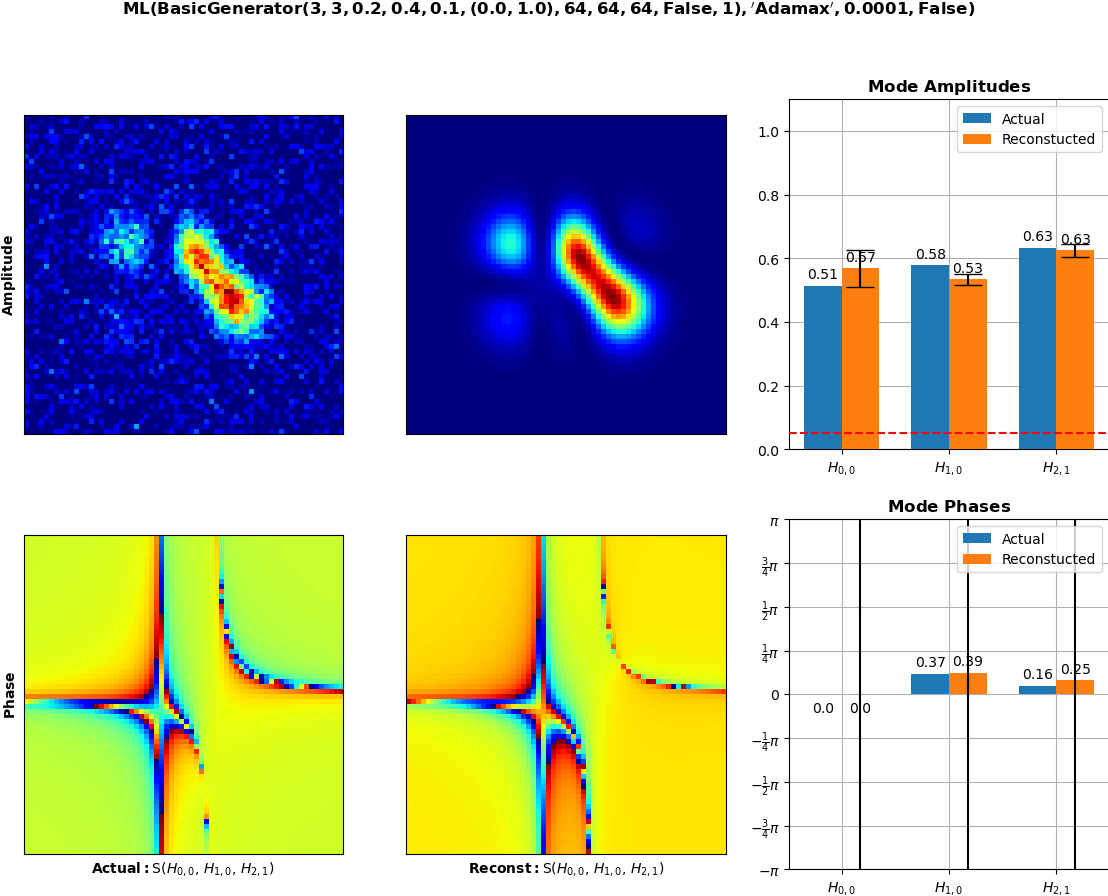 ML(BasicGenerator(3, 3, 0.2, 0.4, 0.1, (0.0, 1.0), 64, 64, 64, False, 1), 'Adamax', 0.0001, False)
Amplitude
Mode Amplitudes
Actual
Reconstucted
1.0
0.8
0.6
0.4
0.2
0.0
0.51
0.57
0.58
0.53
0.63
0.63
H0,0
H1,0
H2,1
Phase
Actual: S(H0,0, H1,0, H2,1)
Reconst: S(H0,0, H1,0, H2,1)
Mode Phases
Actual
Reconstucted
π
3/4π
1/2π
1/4π
0
−1/4π
−1/2π
−3/4π
−π
0.0
0.0
0.37
0.39
0.16
0.25
H0,0
H1,0
H2,1